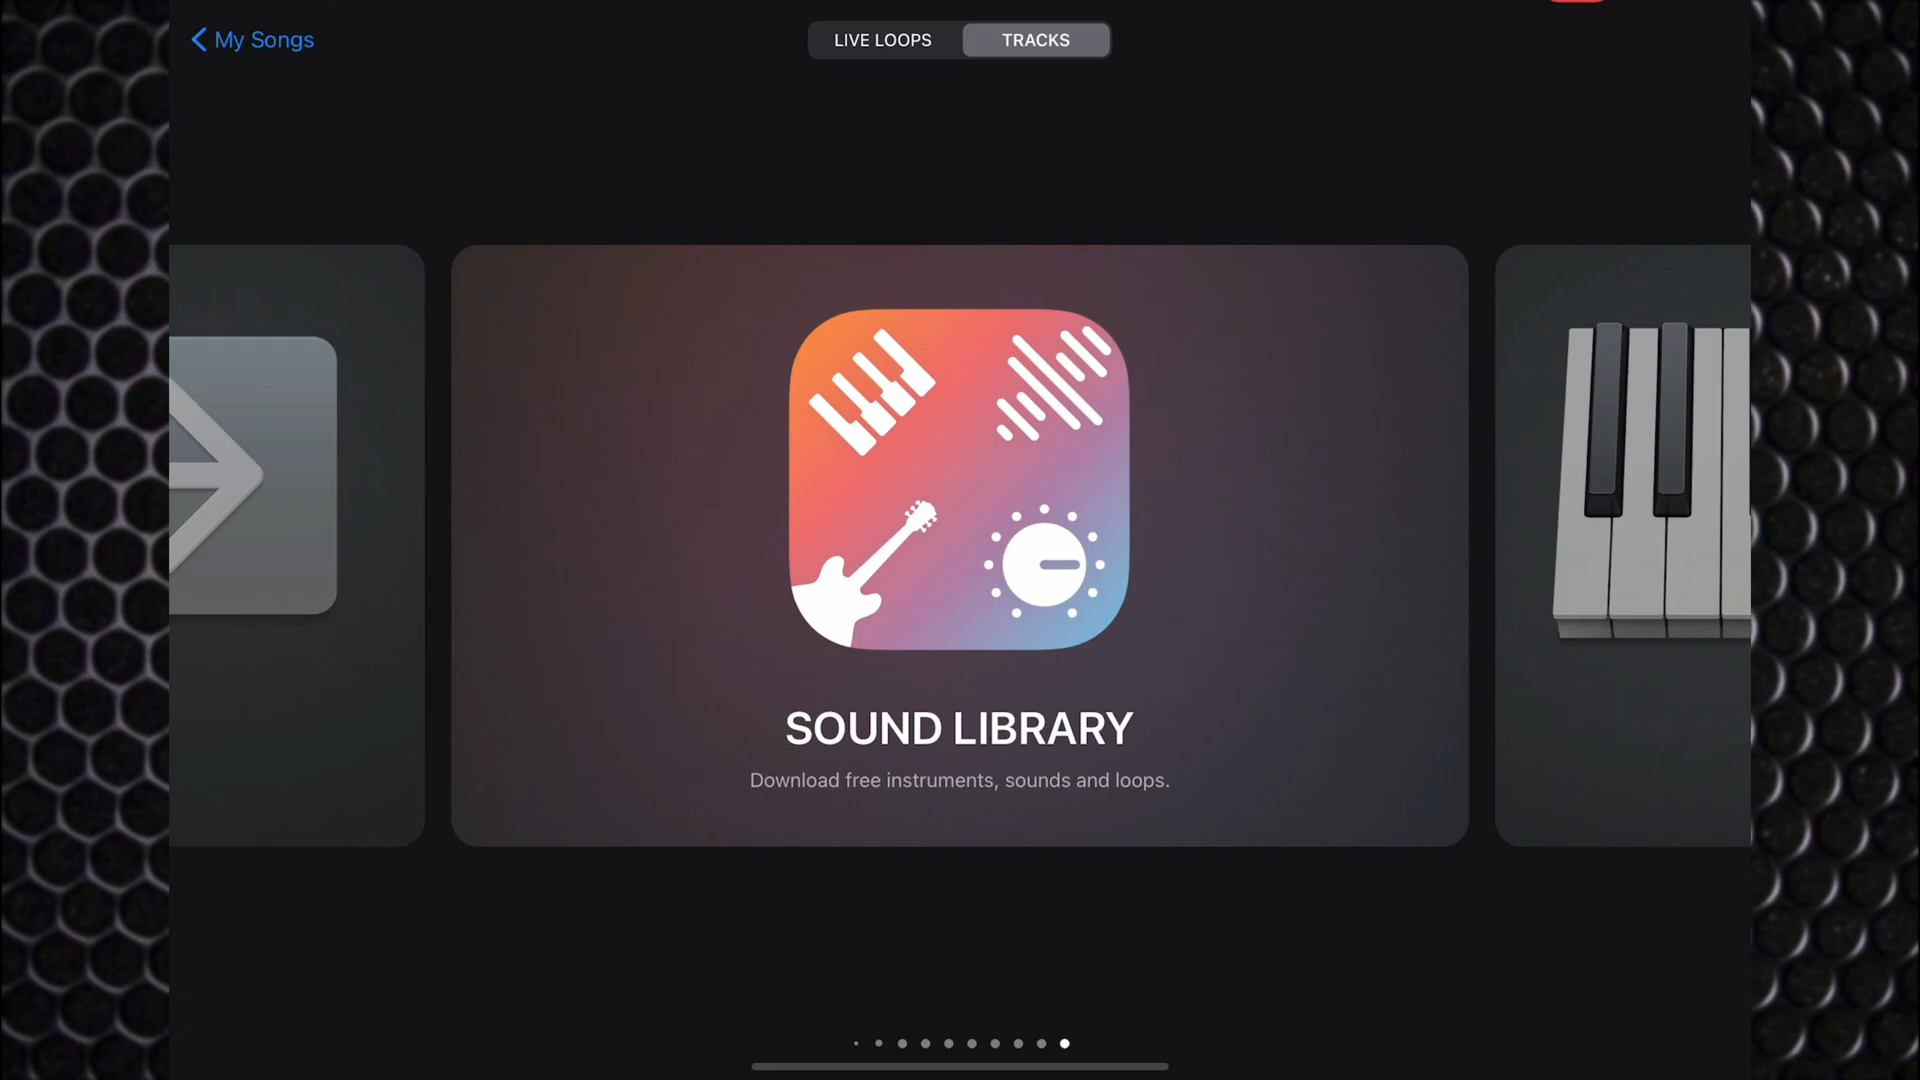 My Songs
LIVE LOOPS
TRACKS
SOUND LIBRARY
Download free instruments, sounds and loops.